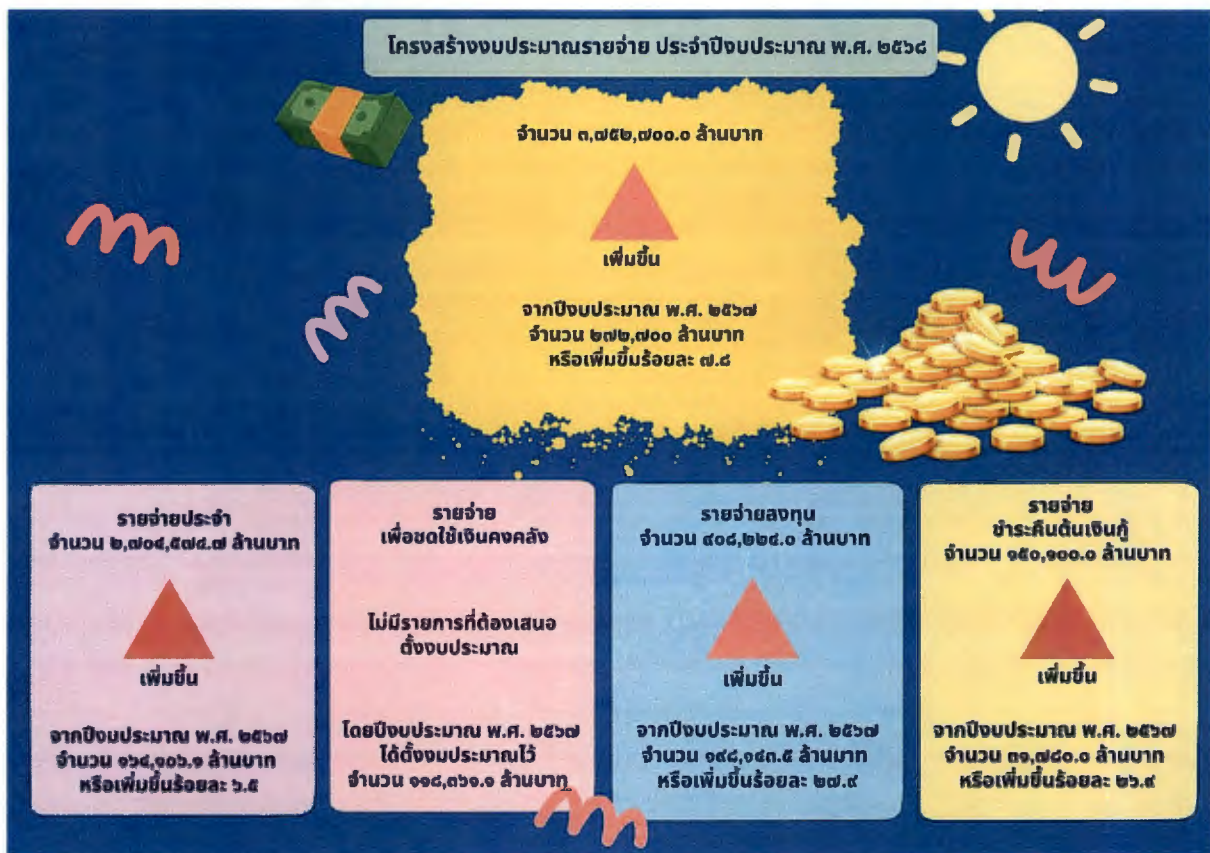 โครงสร้างงบประมาณรายจ่าย ประจำปีงบประมาณ พ.ศ. ๒๕๖๘
จำนวน ๓,๗๕๒,๗๐๐.๐ ล้านบาท
เพิ่มขึ้น
จากปีงบประมาณ พ.ศ. ๒๕๖๗
จำนวน ๒๗๒,๗๐๐ ล้านบาท
หรือเพิ่มขึ้นร้อยละ ๗.๘
รายจ่ายประจำ
จำนวน ๒,๗๐๔,๕๗๔.๗ ล้านบาท
เพิ่มขึ้น
จากปีงบประมาณ พ.ศ. ๒๕๖๗
จำนวน ๑๖๔,๑๐๖.๑ ล้านบาท
หรือเพิ่มขึ้นร้อยละ ๖.๕
รายจ่าย
เพื่อชดใช้เงินคงคลัง
ไม่มีรายการที่ต้องเสนอ
ตั้งงบประมาณ
โดยปีงบประมาณ พ.ศ. ๒๕๖๗
ได้ตั้งงบประมาณไว้
จำนวน ๑๑๘,๓๖๑.๑ ล้านบาท
รายจ่ายลงทุน
จำนวน ๙๐๘,๒๒๔.๐ ล้านบาท
เพิ่มขึ้น
จากปีงบประมาณ พ.ศ. ๒๕๖๗
จำนวน ๑๙๘,๑๔๓.๕ ล้านบาท
หรือเพิ่มขึ้นร้อยละ ๒๗.๙
รายจ่าย
ชำระคืนต้นเงินกู้
จำนวน ๑๕๐,๑๐๐.๐ ล้านบาท
เพิ่มขึ้น
จากปีงบประมาณ พ.ศ. ๒๕๖๗
จำนวน ๓๑,๗๘๐.๐ ล้านบาท
หรือเพิ่มขึ้นร้อยละ ๒๖.๙